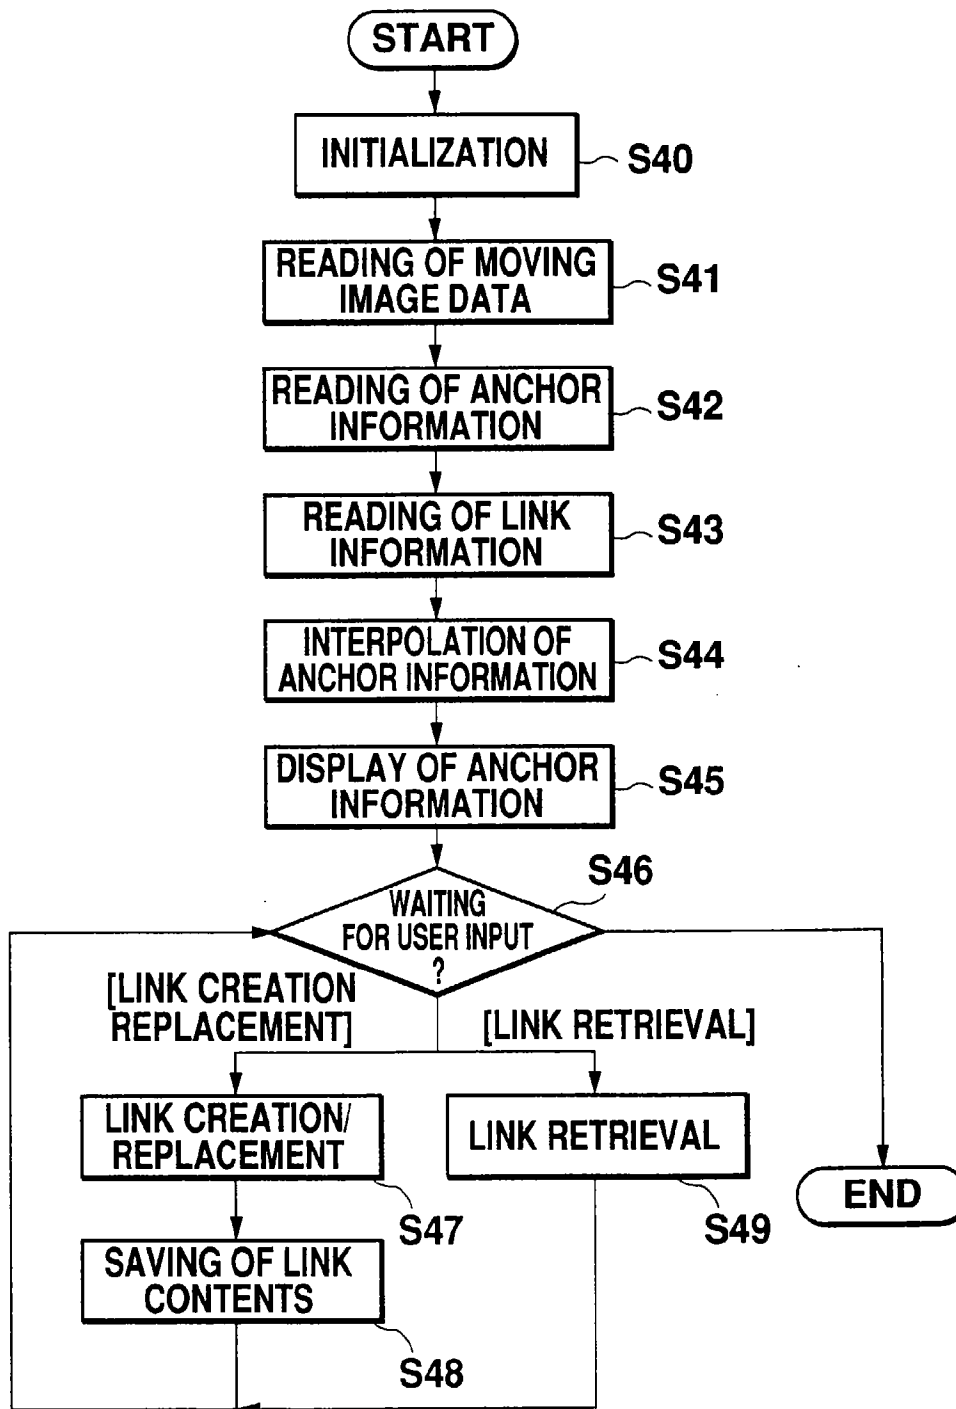 START
INITIALIZATION
S40
READING OF MOVING
IMAGE DATA
S41
READING OF ANCHOR
INFORMATION
S42
READING OF LINK
INFORMATION
S43
INTERPOLATION OF
ANCHOR INFORMATION
S44
DISPLAY OF ANCHOR
INFORMATION
S45
S46
WAITING
FOR USER INPUT
?
[LINK CREATION
REPLACEMENT]
[LINK RETRIEVAL]
LINK CREATION/
REPLACEMENT
S47
LINK RETRIEVAL
S49
END
SAVING OF LINK
CONTENTS
S48